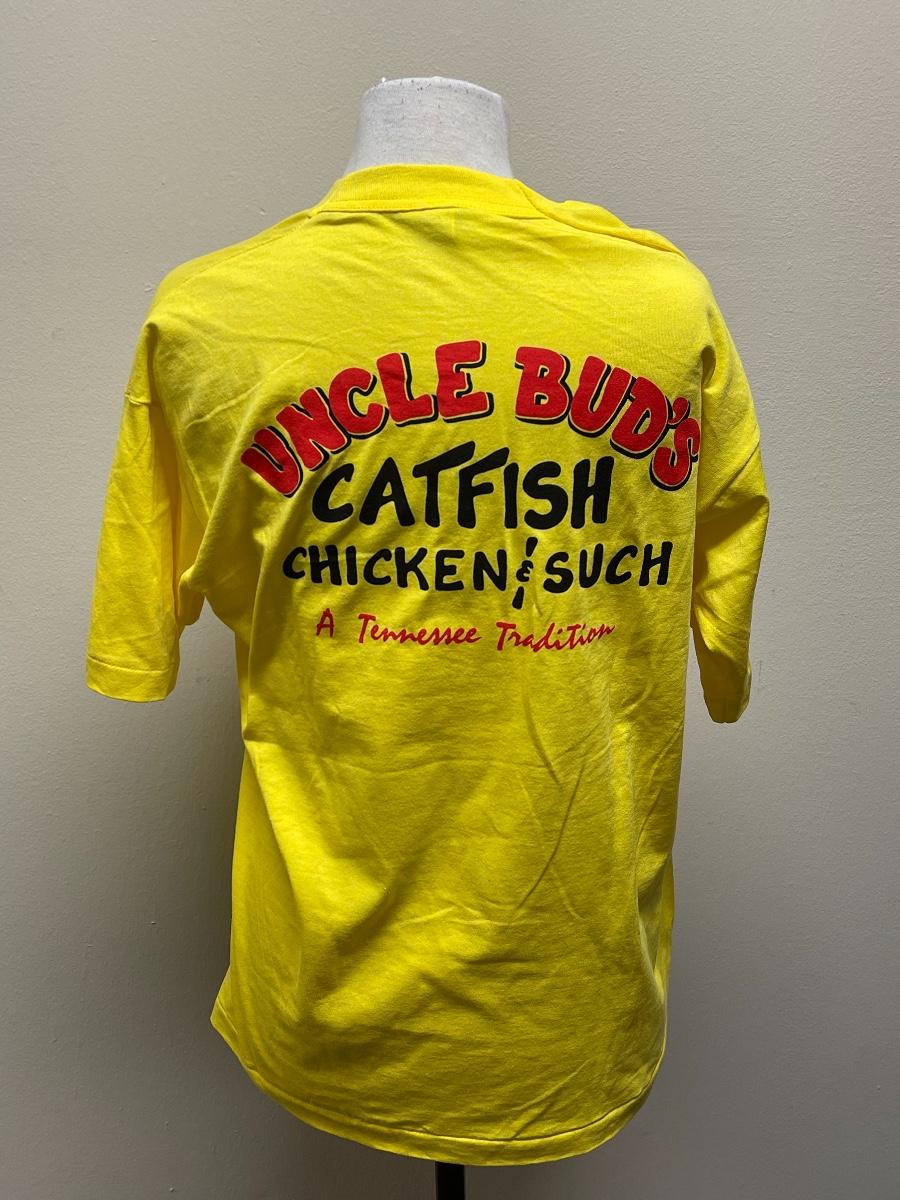 UNCLE BUD'S
CATFISH
CHICKEN & SUCH
A Tennessee Tradition